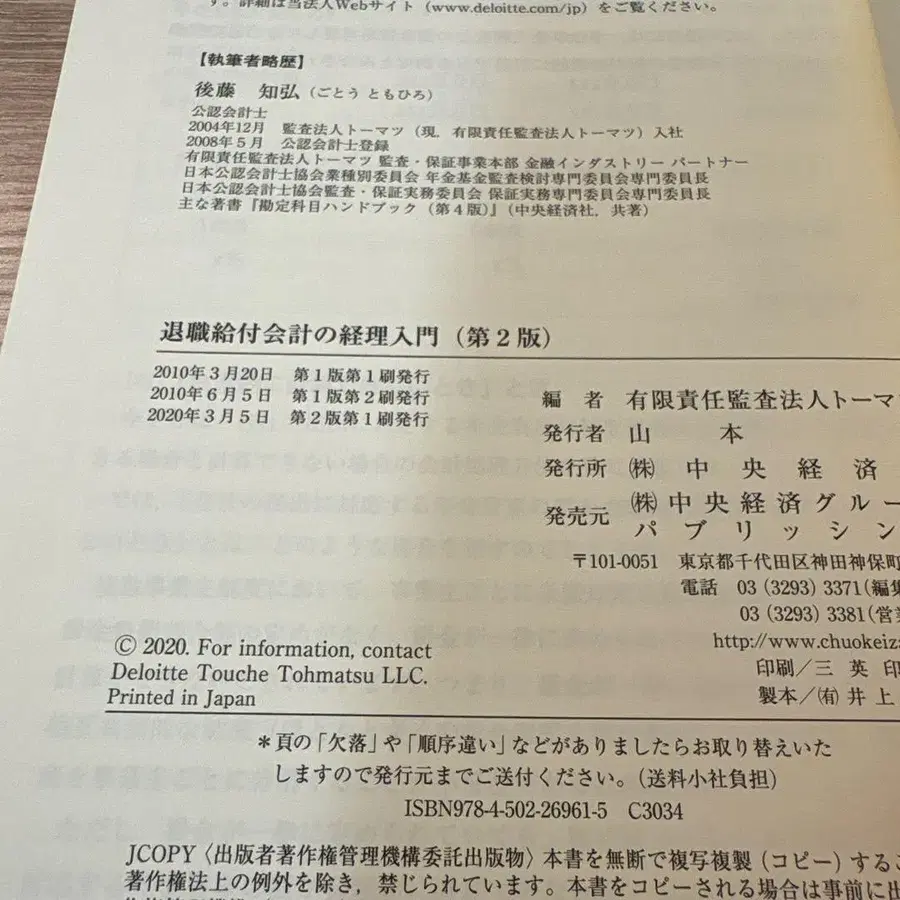 す。詳細は当法人Webサイト（www.deloitte.com/jp）をご覧ください。
【執筆者略歴】
後藤　知弘（ごとう ともひろ）
公認会計士
2004年12月　監査法人トーマツ（現，有限責任監査法人トーマツ）入社
2008年５月　公認会計士登録
有限責任監査法人トーマツ 監査・保証事業本部 金融インダストリー パートナー
日本公認会計士協会業種別委員会 年金基金監査検討専門委員会専門委員長
日本公認会計士協会監査・保証実務委員会 保証実務専門委員会専門委員長
主な著書『勘定科目ハンドブック（第４版）』（中央経済社，共著）
退職給付会計の経理入門（第２版）
2010年３月20日　第１版第１刷発行
2010年６月５日　第１版第２刷発行
2020年３月５日　第２版第１刷発行
編　者　有限責任監査法人トーマ
発行者　山　本
発行所　㈱　中　央　経　済
発売元　㈱中央経済グルー
パブリッシン
〒101-0051　東京都千代田区神田神保町
電話　03（3293）3371（編集
03（3293）3381（営業
http://www.chuokeiza
印刷／三　英　印
製本／㈲井　上
© 2020. For information, contact
Deloitte Touche Tohmatsu LLC.
Printed in Japan
＊頁の「欠落」や「順序違い」などがありましたらお取り替えいた
しますので発行元までご送付ください。（送料小社負担）
ISBN978-4-502-26961-5　C3034
JCOPY〈出版者著作権管理機構委託出版物〉本書を無断で複写複製（コピー）するこ
著作権法上の例外を除き，禁じられています。本書をコピーされる場合は事前に出